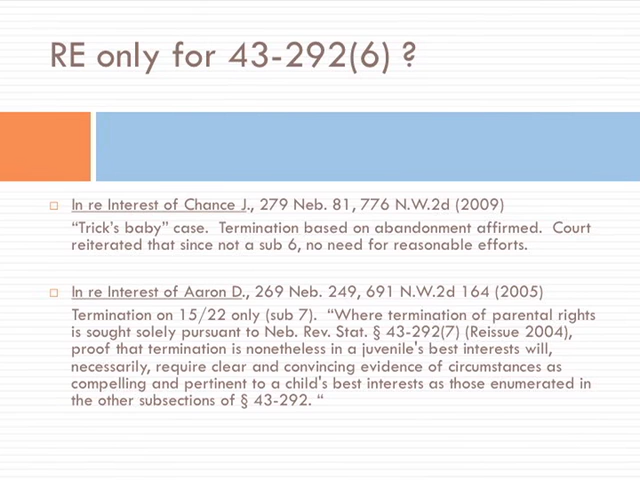 RE only for 43-292(6) ?
In re Interest of Chance J., 279 Neb. 81, 776 N.W.2d (2009)
“Trick's baby” case. Termination based on abandonment affirmed. Court
reiterated that since not a sub 6, no need for reasonable efforts.
In re Interest of Aaron D., 269 Neb. 249, 691 N.W.2d 164 (2005)
Termination on 15/22 only (sub 7). “Where termination of parental rights
is sought solely pursuant to Neb. Rev. Stat. § 43-292(7) (Reissue 2004),
proof that termination is nonetheless in a juvenile's best interests will,
necessarily, require clear and convincing evidence of circumstances as
compelling and pertinent to a child's best interests as those enumerated in
the other subsections of § 43-292. “